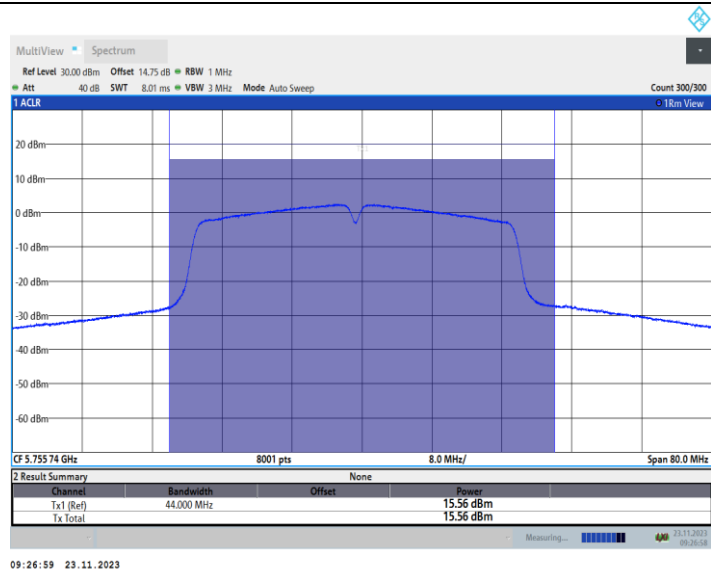 MultiView Spectrum
Ref Level 30.00 dBm Offset 14.75 dB RBW 1 MHz
Att 40 dB SWT 8.01 ms VBW 3 MHz Mode Auto Sweep Count 300/300
1 ACLR 1Rm View
20 dBm
10 dBm
0 dBm
-10 dBm
-20 dBm
-30 dBm
-40 dBm
-50 dBm
-60 dBm
CF 5.755 74 GHz 8001 pts 8.0 MHz/ Span 80.0 MHz
2 Result Summary None
Channel Bandwidth Offset Power
Tx1 (Ref) 44.000 MHz 15.56 dBm
Tx Total 15.56 dBm
Measuring... 23.11.2023
09:26:58
09:26:59 23.11.2023